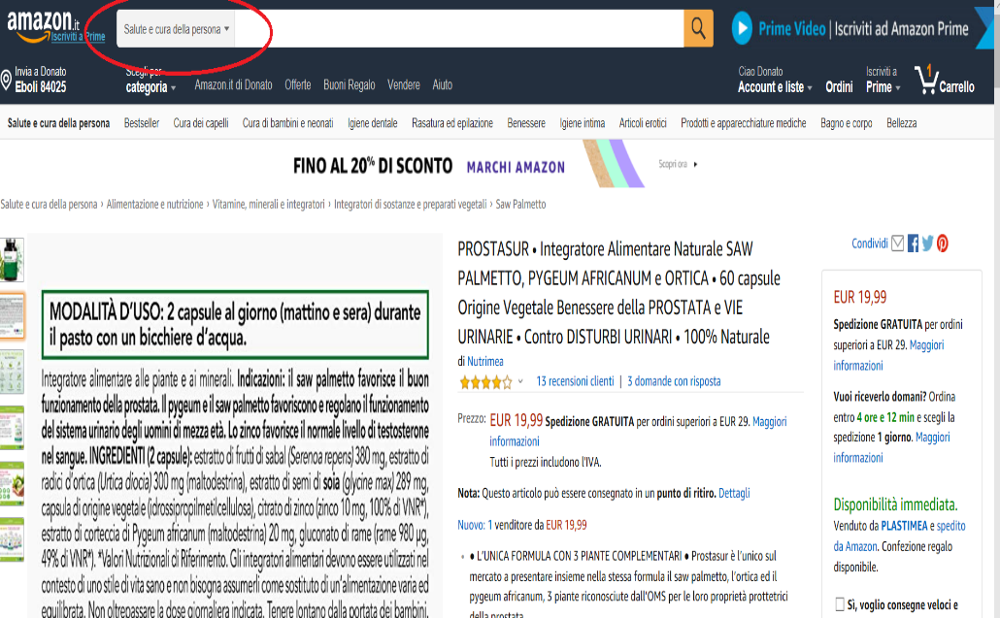 amazon.it
Iscriviti a Prime
Salute e cura della persona
Prime Video | Iscriviti ad Amazon Prime
Invia a Donato
Eboli 84025
Scegli per
categoria
Amazon.it di Donato Offerte Buoni Regalo Vendere Aiuto
Ciao Donato
Account e liste
Ordini
Iscriviti a
Prime
1
Carrello
Salute e cura della persona Bestseller Cura dei capelli Cura di bambini e neonati Igiene dentale Rasatura ed epilazione Benessere Igiene intima Articoli erotici Prodotti e apparecchiature mediche Bagno e corpo Bellezza
FINO AL 20% DI SCONTO MARCHI AMAZON Scopri ora
Salute e cura della persona › Alimentazione e nutrizione › Vitamine, minerali e integratori › Integratori di sostanze e preparati vegetali › Saw Palmetto
MODALITÀ D'USO: 2 capsule al giorno (mattino e sera) durante
il pasto con un bicchiere d'acqua.
Integratore alimentare alle piante e ai minerali. Indicazioni: il saw palmetto favorisce il buon
funzionamento della prostata. Il pygeum e il saw palmetto favoriscono e regolano il funzionamento
del sistema urinario degli uomini di mezza età. Lo zinco favorisce il normale livello di testosterone
nel sangue. INGREDIENTI (2 capsule): estratto di frutti di sabal (Serenoa repens) 380 mg, estratto di
radici d'ortica (Urtica diocia) 300 mg (maltodestrina), estratto di semi di soia (glycine max) 289 mg,
capsula di origine vegetale (idrossipropilmetilcellulosa), citrato di zinco (zinco 10 mg, 100% di VNR*),
estratto di corteccia di Pygeum africanum (maltodestrina) 20 mg, gluconato di rame (rame 980 µg,
49% di VNR*). *Valori Nutrizionali di Riferimento. Gli integratori alimentari devono essere utilizzati nel
contesto di uno stile di vita sano e non bisogna assumerli come sostituto di un'alimentazione varia ed
equilibrata. Non oltrepassare la dose giornaliera indicata. Tenere lontano dalla portata dei bambini.
PROSTASUR • Integratore Alimentare Naturale SAW
PALMETTO, PYGEUM AFRICANUM e ORTICA • 60 capsule
Origine Vegetale Benessere della PROSTATA e VIE
URINARIE • Contro DISTURBI URINARI • 100% Naturale
di Nutrimea
13 recensioni clienti | 3 domande con risposta
Prezzo: EUR 19,99 Spedizione GRATUITA per ordini superiori a EUR 29. Maggiori
informazioni
Tutti i prezzi includono l'IVA.
Nota: Questo articolo può essere consegnato in un punto di ritiro. Dettagli
Nuovo: 1 venditore da EUR 19,99
• ● L'UNICA FORMULA CON 3 PIANTE COMPLEMENTARI ● Prostasur è l'unico sul
mercato a presentare insieme nella stessa formula il saw palmetto, l'ortica ed il
pygeum africanum, 3 piante riconosciute dall'OMS per le loro proprietà protettrici
della prostata.
Condividi
EUR 19,99
Spedizione GRATUITA per ordini
superiori a EUR 29. Maggiori
informazioni
Vuoi riceverlo domani? Ordina
entro 4 ore e 12 min e scegli la
spedizione 1 giorno. Maggiori
informazioni
Disponibilità immediata.
Venduto da PLASTIMEA e spedito
da Amazon. Confezione regalo
disponibile.
Sì, voglio consegne veloci e